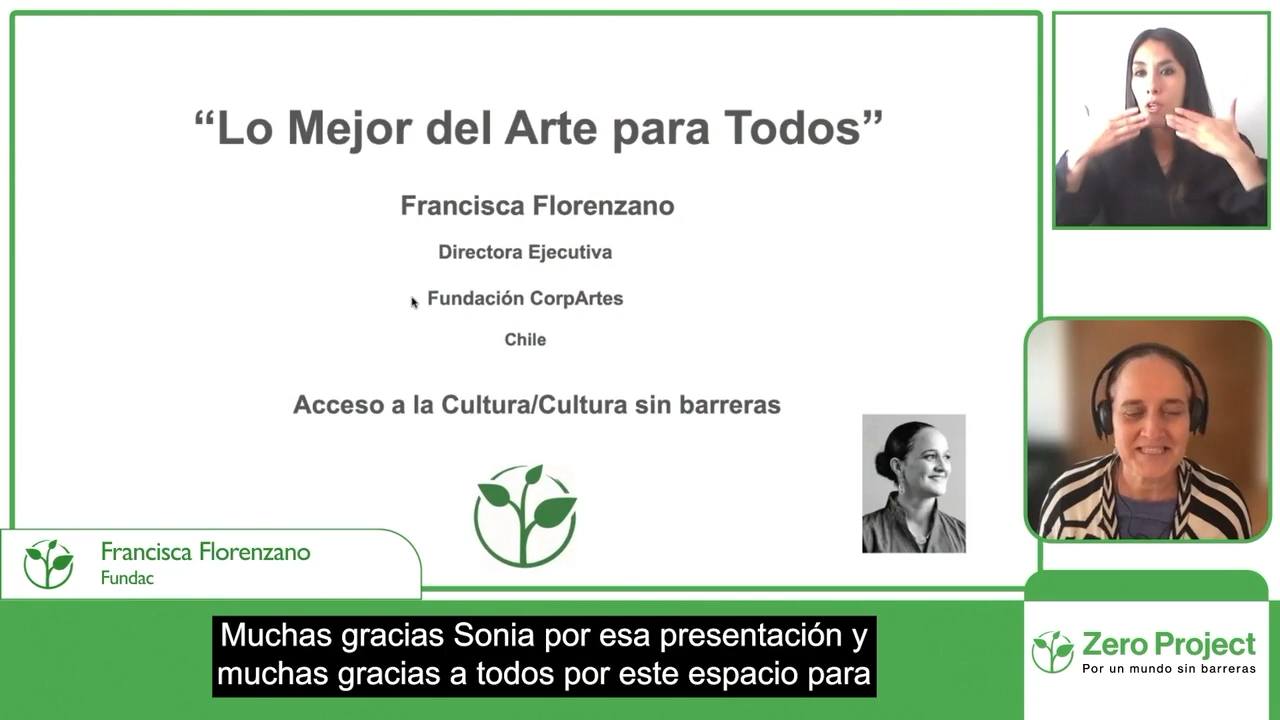 “Lo Mejor del Arte para Todos”
Francisca Florenzano
Directora Ejecutiva
Fundación CorpArtes
Chile
Acceso a la Cultura/Cultura sin barreras
Francisca Florenzano
Fundac
Muchas gracias Sonia por esa presentación y
muchas gracias a todos por este espacio para
Zero Project
Por un mundo sin barreras